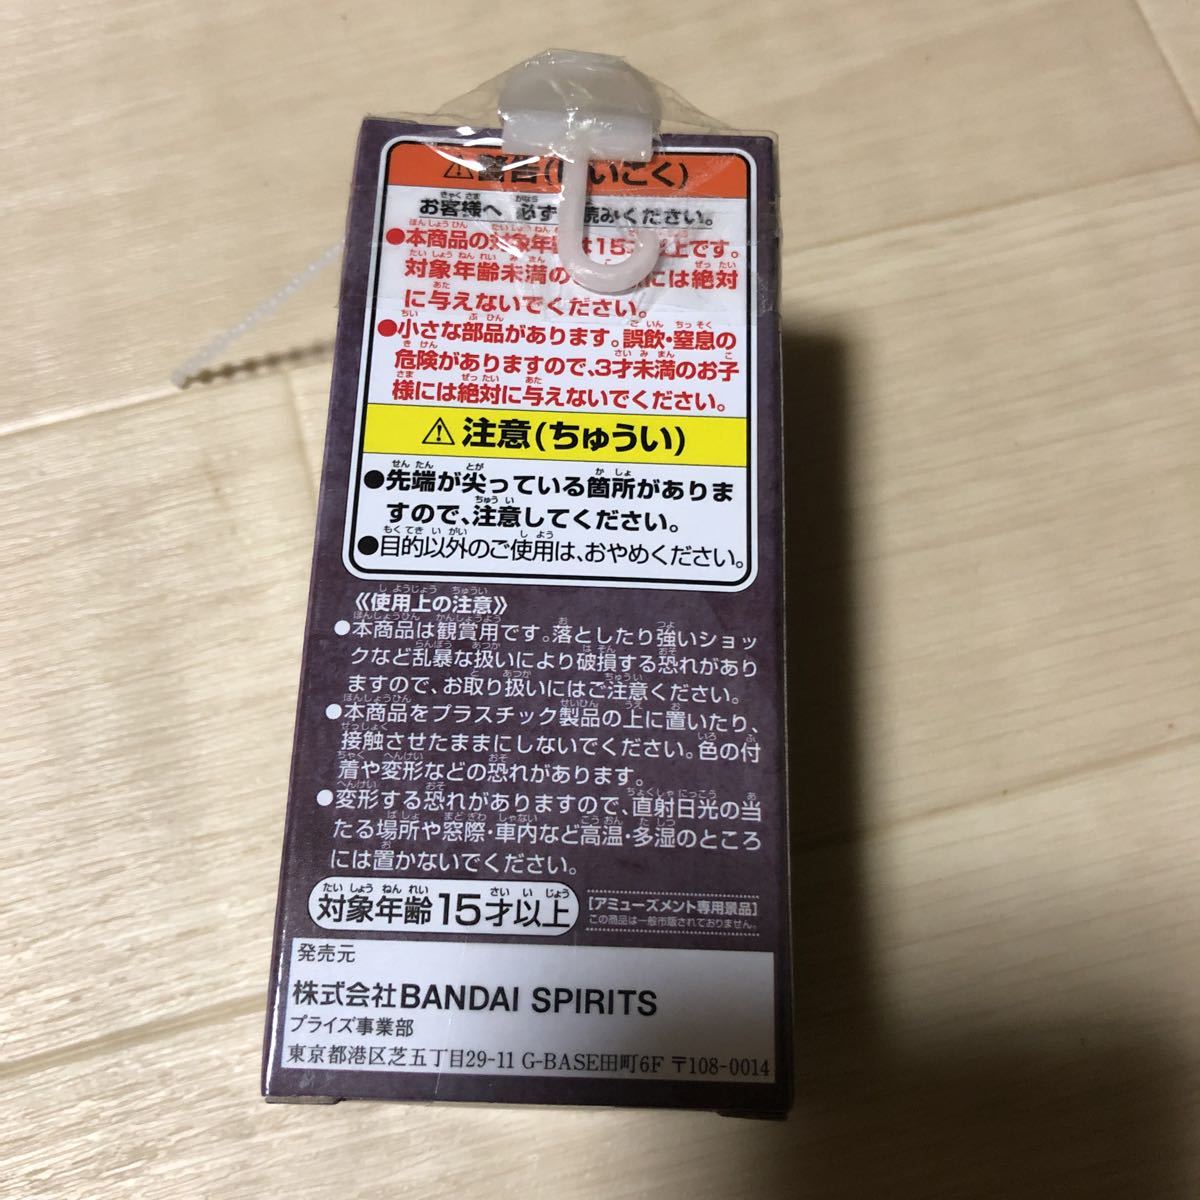 ⚠警告(けいこく)
お客様へ 必ず 読みください。
●本商品の対象年齢は15才以上です。
対象年齢未満の には絶対
に与えないでください。
●小さな部品があります。誤飲・窒息の
危険がありますので、3才未満のお子
様には絶対に与えないでください。
⚠注意(ちゅうい)
●先端が尖っている箇所がありま
すので、注意してください。
●目的以外のご使用は、おやめください。
《使用上の注意》
●本商品は観賞用です。落としたり強いショッ
クなど乱暴な扱いにより破損する恐れがあり
ますので、お取り扱いにはご注意ください。
●本商品をプラスチック製品の上に置いたり、
接触させたままにしないでください。色の付
着や変形などの恐れがあります。
●変形する恐れがありますので、直射日光の当
たる場所や窓際・車内など高温・多湿のところ
には置かないでください。
対象年齢15才以上
[アミューズメント専用景品]
この商品は一般市販されておりません。
発売元
株式会社BANDAI SPIRITS
プライズ事業部
東京都港区芝五丁目29-11 G-BASE田町6F 〒108-0014